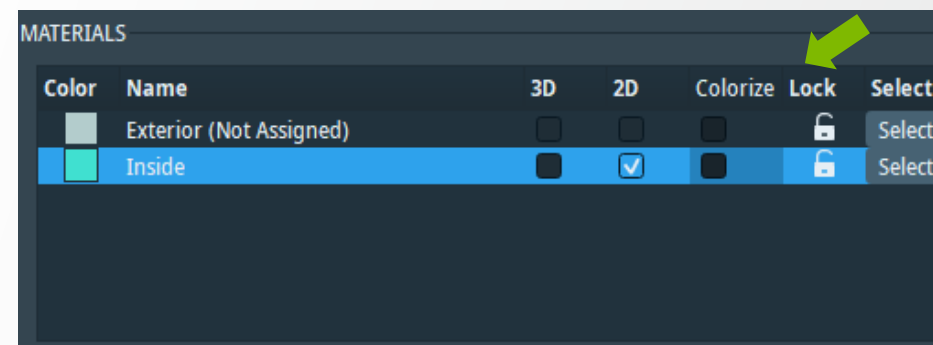 MATERIALS
Color Name 3D 2D Colorize Lock Select
Exterior (Not Assigned) Select
Inside Select